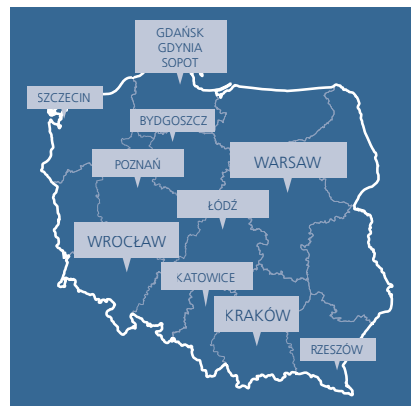 GDAŃSK
GDYNIA
SOPOT
SZCZECIN
BYDGOSZCZ
POZNAŃ
WARSAW
ŁÓDŹ
WROCŁAW
KATOWICE
KRAKÓW
RZESZÓW